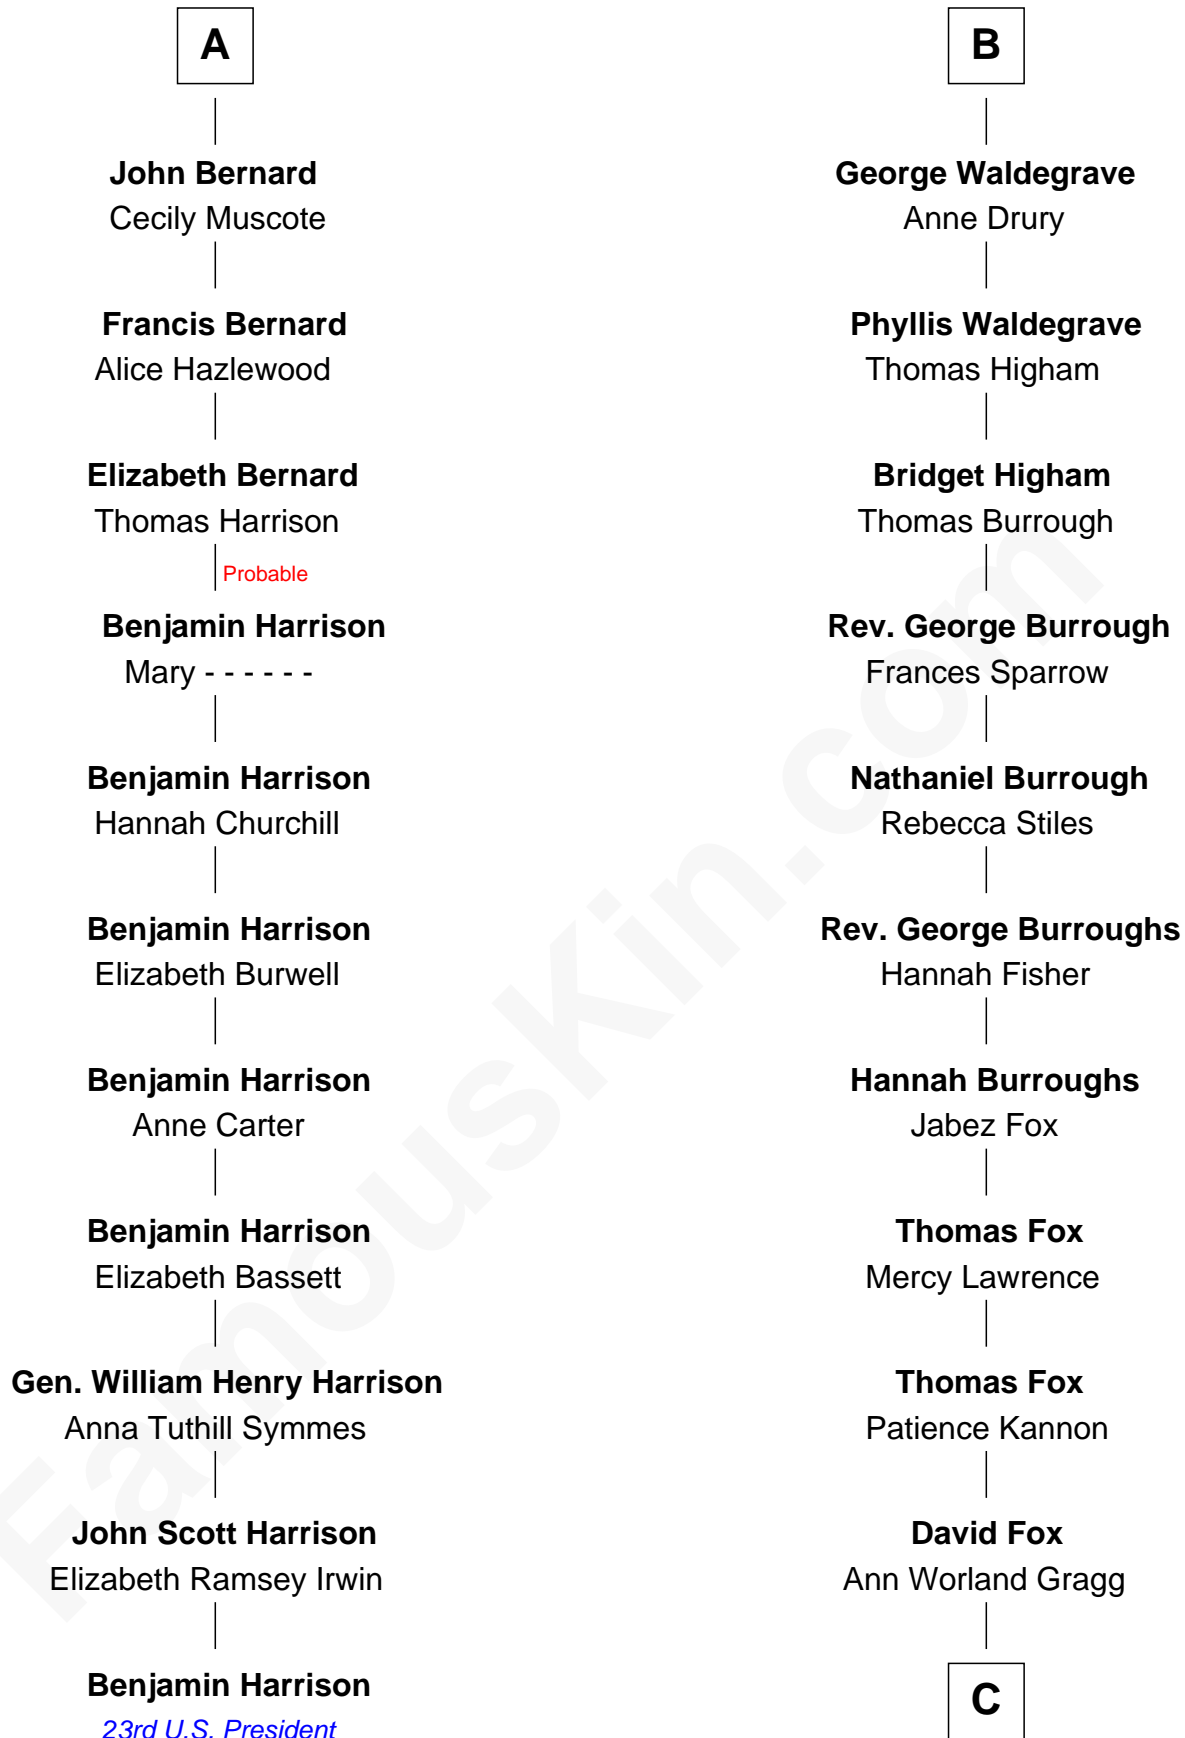 A
John Bernard
Cecily Muscote
Francis Bernard
Alice Hazlewood
Elizabeth Bernard
Thomas Harrison
Probable
Benjamin Harrison
Mary - - - - - -
Benjamin Harrison
Hannah Churchill
Benjamin Harrison
Elizabeth Burwell
Benjamin Harrison
Anne Carter
Benjamin Harrison
Elizabeth Bassett
Gen. William Henry Harrison
Anna Tuthill Symmes
John Scott Harrison
Elizabeth Ramsey Irwin
Benjamin Harrison
23rd U.S. President
B
George Waldegrave
Anne Drury
Phyllis Waldegrave
Thomas Higham
Bridget Higham
Thomas Burrough
Rev. George Burrough
Frances Sparrow
Nathaniel Burrough
Rebecca Stiles
Rev. George Burroughs
Hannah Fisher
Hannah Burroughs
Jabez Fox
Thomas Fox
Mercy Lawrence
Thomas Fox
Patience Kannon
David Fox
Ann Worland Gragg
C
FamousKin.com